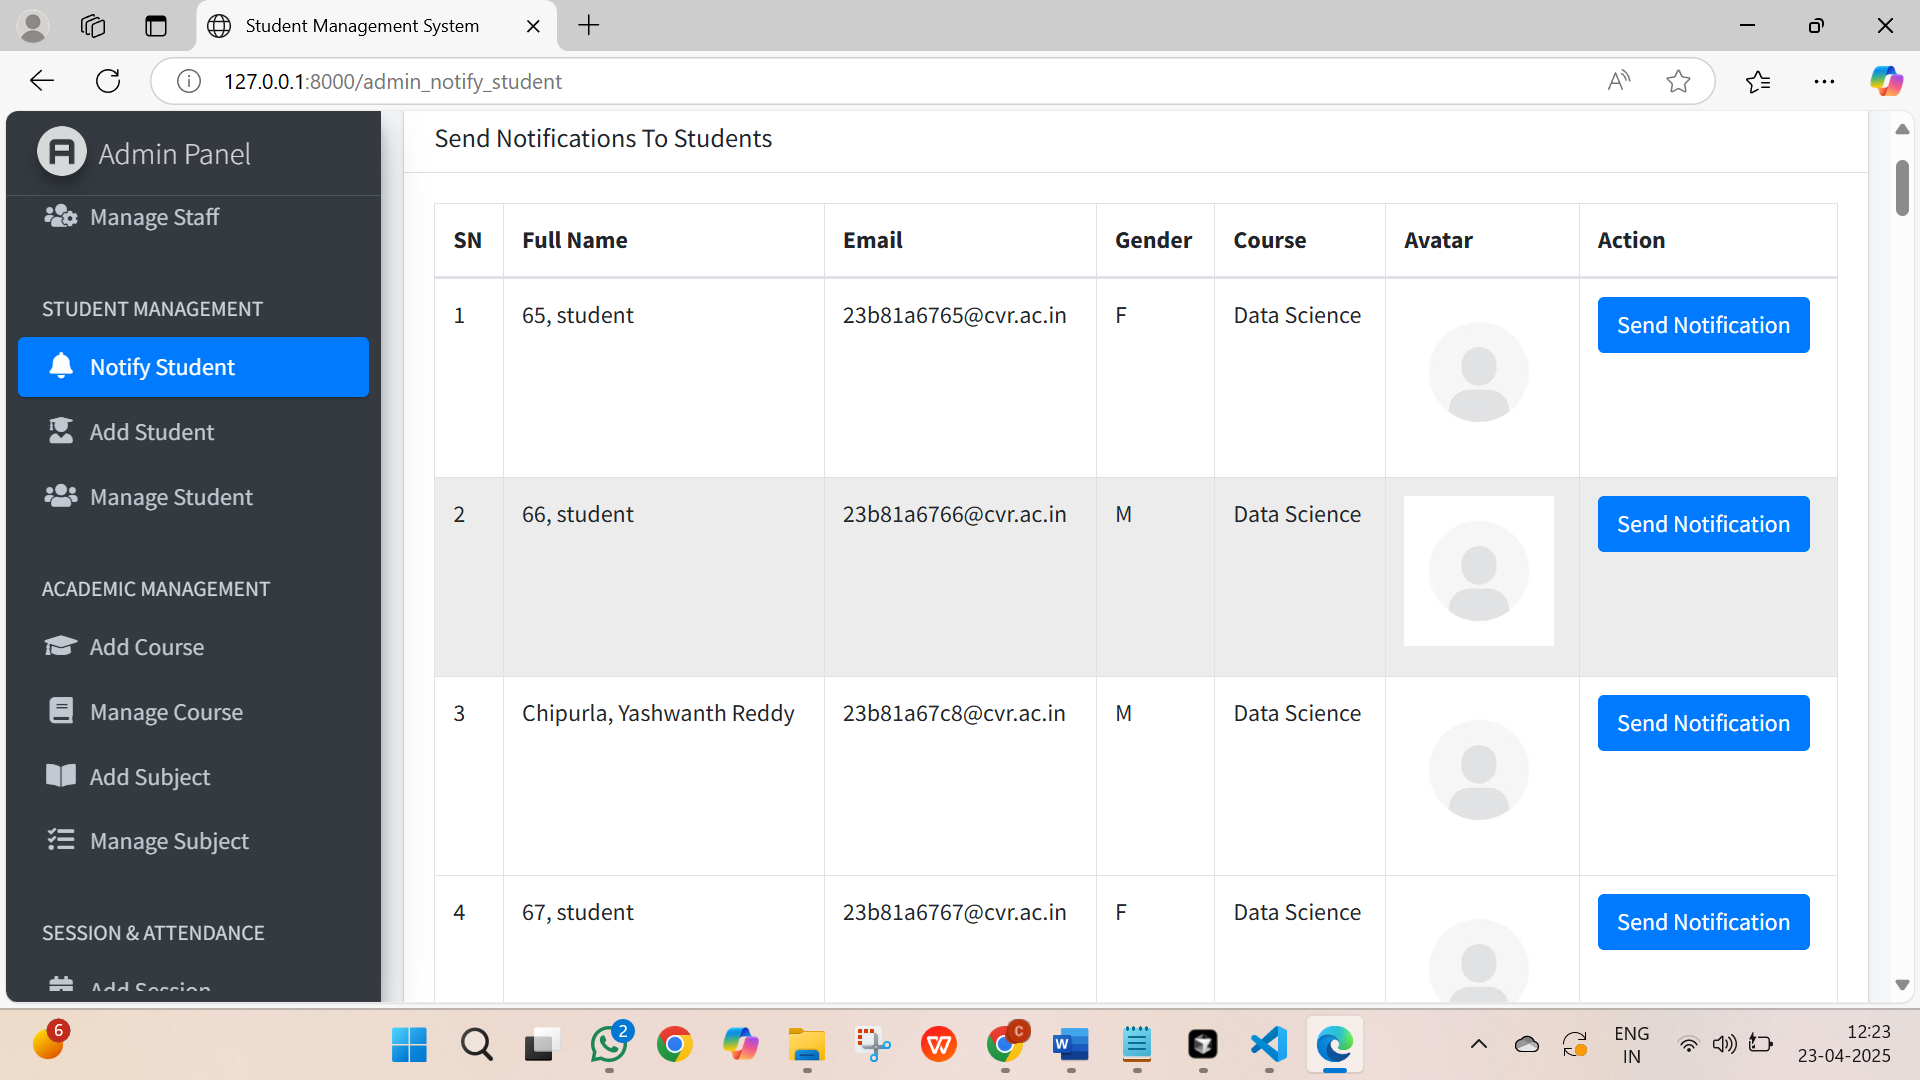 Student Management System
127.0.0.1:8000/admin_notify_student
Admin Panel
Manage Staff
STUDENT MANAGEMENT
Notify Student
Add Student
Manage Student
ACADEMIC MANAGEMENT
Add Course
Manage Course
Add Subject
Manage Subject
SESSION & ATTENDANCE
Add Session
Send Notifications To Students
SN Full Name Email Gender Course Avatar Action
1 65, student 23b81a6765@cvr.ac.in F Data Science Send Notification
2 66, student 23b81a6766@cvr.ac.in M Data Science Send Notification
3 Chipurla, Yashwanth Reddy 23b81a67c8@cvr.ac.in M Data Science Send Notification
4 67, student 23b81a6767@cvr.ac.in F Data Science Send Notification
6
2
C
ENG
IN
12:23
23-04-2025